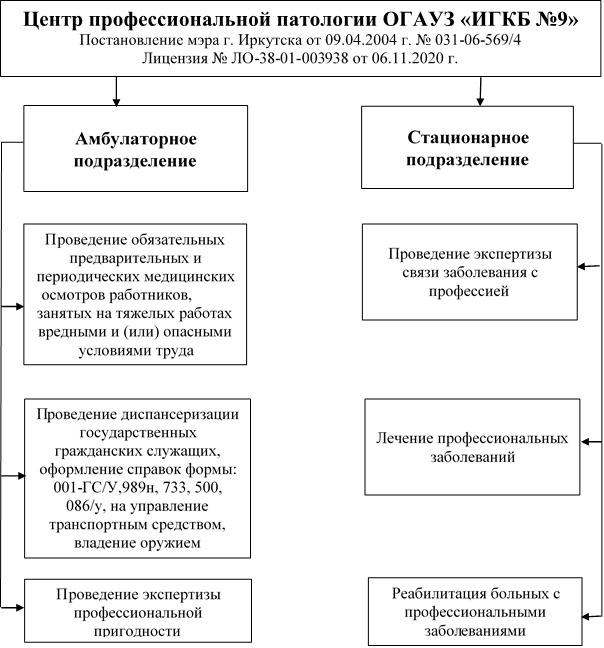 Центр профессиональной патологии ОГАУЗ «ИГКБ №9»
Постановление мэра г. Иркутска от 09.04.2004 г. № 031-06-569/4
Лицензия № ЛО-38-01-003938 от 06.11.2020 г.
Амбулаторное
подразделение
Стационарное
подразделение
Проведение обязательных
предварительных и
периодических медицинских
осмотров работников,
занятых на тяжелых работах
вредными и (или) опасными
условиями труда
Проведение экспертизы
связи заболевания с
профессией
Проведение диспансеризации
государственных
гражданских служащих,
оформление справок формы:
001-ГС/У,989н, 733, 500,
086/у, на управление
транспортным средством,
владение оружием
Лечение профессиональных
заболеваний
Проведение экспертизы
профессиональной
пригодности
Реабилитация больных с
профессиональными
заболеваниями